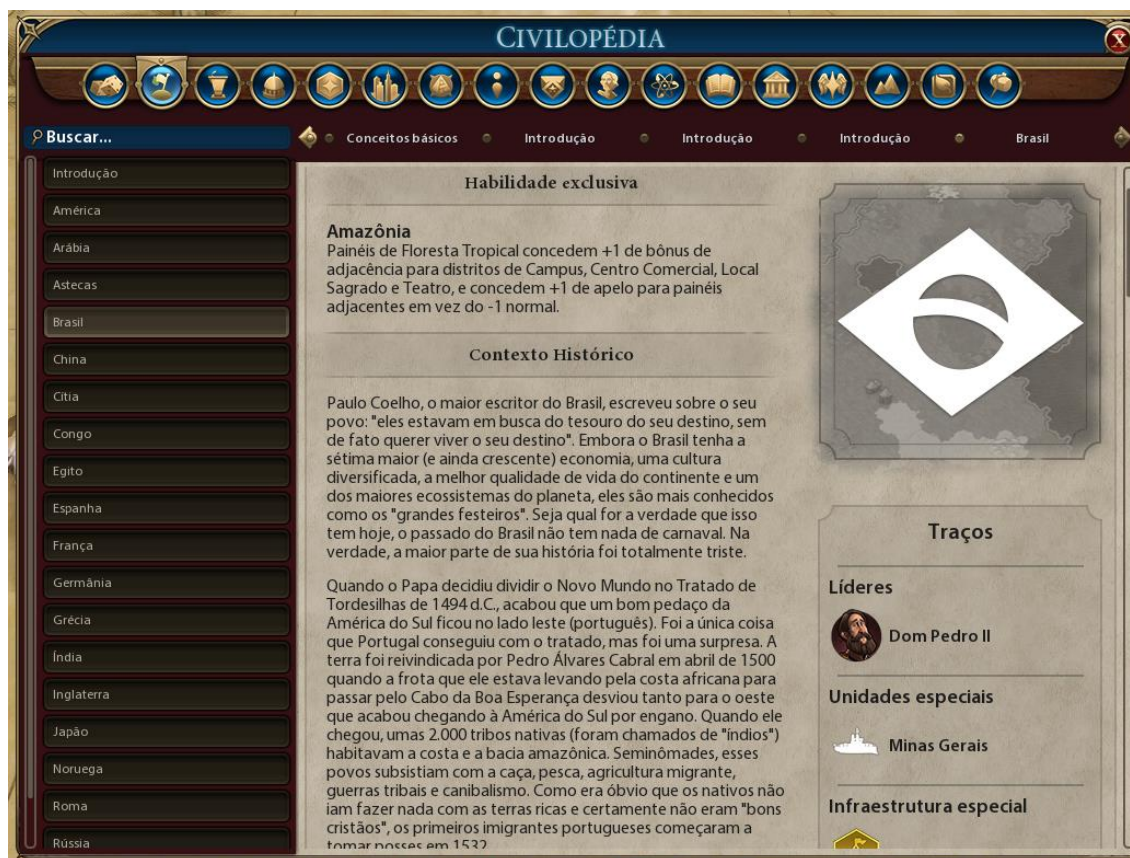 CIVILOPÉDIA
X
Buscar...
Conceitos básicos
Introdução
Introdução
Introdução
Brasil
Introdução
América
Arábia
Astecas
Brasil
China
Cítia
Congo
Egito
Espanha
França
Germânia
Grécia
Índia
Inglaterra
Japão
Noruega
Roma
Rússia
Habilidade exclusiva
Amazônia
Painéis de Floresta Tropical concedem +1 de bônus de
adjacência para distritos de Campus, Centro Comercial, Local
Sagrado e Teatro, e concedem +1 de apelo para painéis
adjacentes em vez do -1 normal.
Contexto Histórico
Paulo Coelho, o maior escritor do Brasil, escreveu sobre o seu
povo: "eles estavam em busca do tesouro do seu destino, sem
de fato querer viver o seu destino". Embora o Brasil tenha a
sétima maior (e ainda crescente) economia, uma cultura
diversificada, a melhor qualidade de vida do continente e um
dos maiores ecossistemas do planeta, eles são mais conhecidos
como os "grandes festeiros". Seja qual for a verdade que isso
tem hoje, o passado do Brasil não tem nada de carnaval. Na
verdade, a maior parte de sua história foi totalmente triste.
Quando o Papa decidiu dividir o Novo Mundo no Tratado de
Tordesilhas de 1494 d.C., acabou que um bom pedaço da
América do Sul ficou no lado leste (português). Foi a única coisa
que Portugal conseguiu com o tratado, mas foi uma surpresa. A
terra foi reivindicada por Pedro Álvares Cabral em abril de 1500
quando a frota que ele estava levando pela costa africana para
passar pelo Cabo da Boa Esperança desviou tanto para o oeste
que acabou chegando à América do Sul por engano. Quando ele
chegou, umas 2.000 tribos nativas (foram chamados de "índios")
habitavam a costa e a bacia amazônica. Seminômades, esses
povos subsistiam com a caça, pesca, agricultura migrante,
guerras tribais e canibalismo. Como era óbvio que os nativos não
iam fazer nada com as terras ricas e certamente não eram "bons
cristãos", os primeiros imigrantes portugueses começaram a
tomar posses em 1532.
Traços
Líderes
Dom Pedro II
Unidades especiais
Minas Gerais
Infraestrutura especial